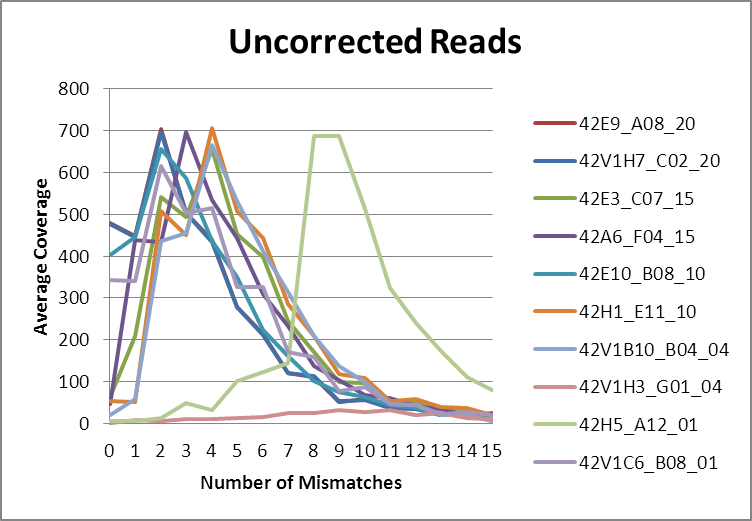 Uncorrected Reads
800
700
600
500
400
300
200
100
0
Average Coverage
0 1 2 3 4 5 6 7 8 9 10 11 12 13 14 15
Number of Mismatches
42E9_A08_20
42V1H7_C02_20
42E3_C07_15
42A6_F04_15
42E10_B08_10
42H1_E11_10
42V1B10_B04_04
42V1H3_G01_04
42H5_A12_01
42V1C6_B08_01